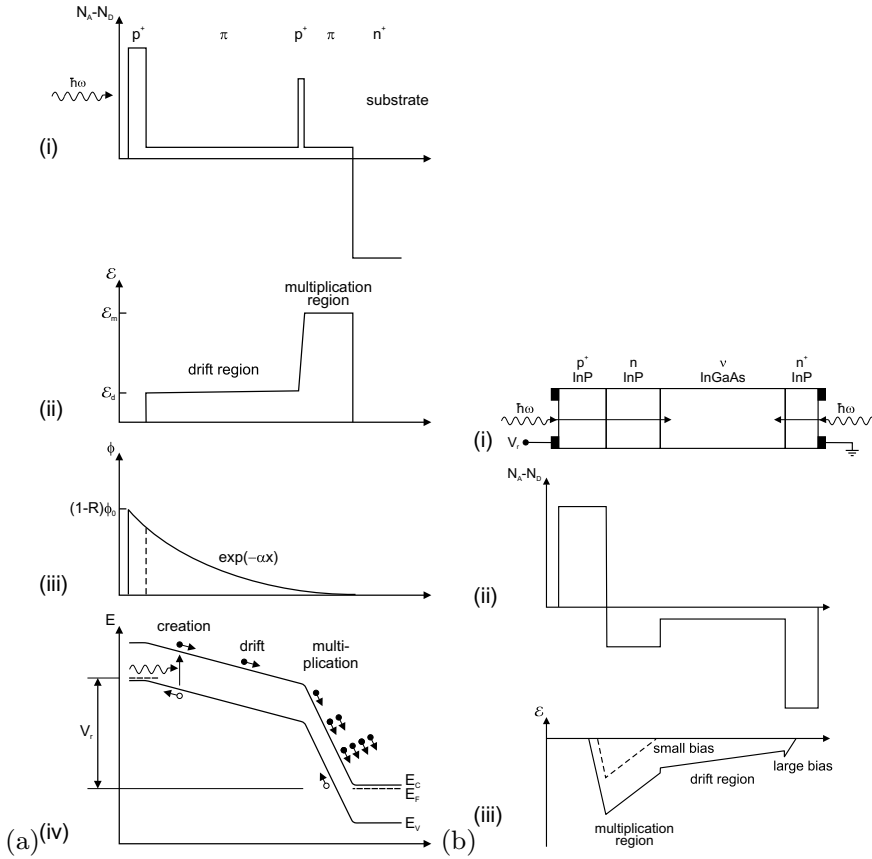 N_A–N_D
p⁺ π p⁺ π n⁺
ħω
substrate
(i)
ℰ
multiplication
region
ℰ_m
drift region
ℰ_d
(ii)
ϕ
(1-R)ϕ₀
exp(−αx)
(iii)
E
creation
drift
multi-
plication
V_r
E_C
E_F
E_V
(a) (iv)
p⁺ n ν n⁺
InP InP InGaAs InP
ħω ħω
(i)
V_r
N_A–N_D
(ii)
ℰ
small bias
drift region
large bias
(iii)
multiplication
region
(b)